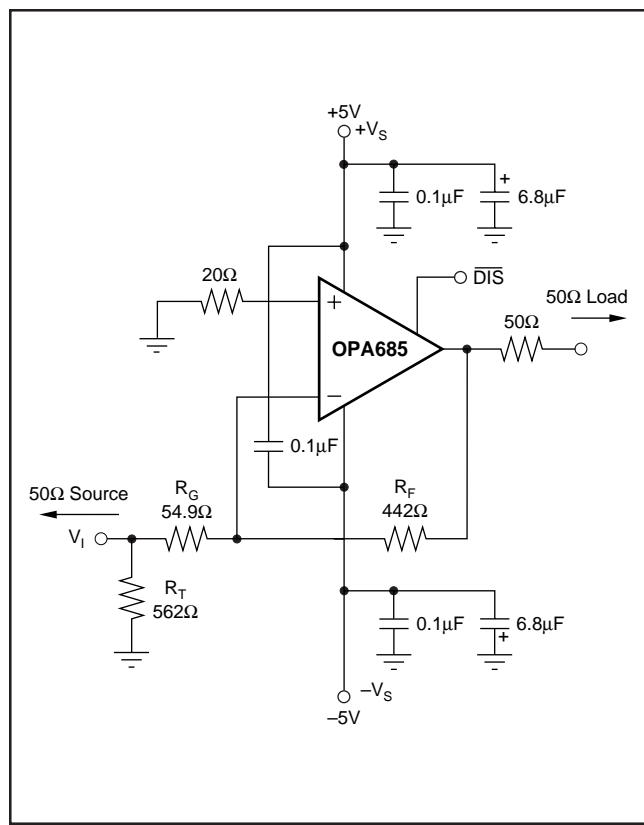 +5V
+V_S
0.1µF
6.8µF
+
20Ω
DIS
50Ω Load
50Ω
+
OPA685
–
0.1µF
50Ω Source
R_G
54.9Ω
R_F
442Ω
V_I
R_T
562Ω
0.1µF
6.8µF
+
–V_S
–5V